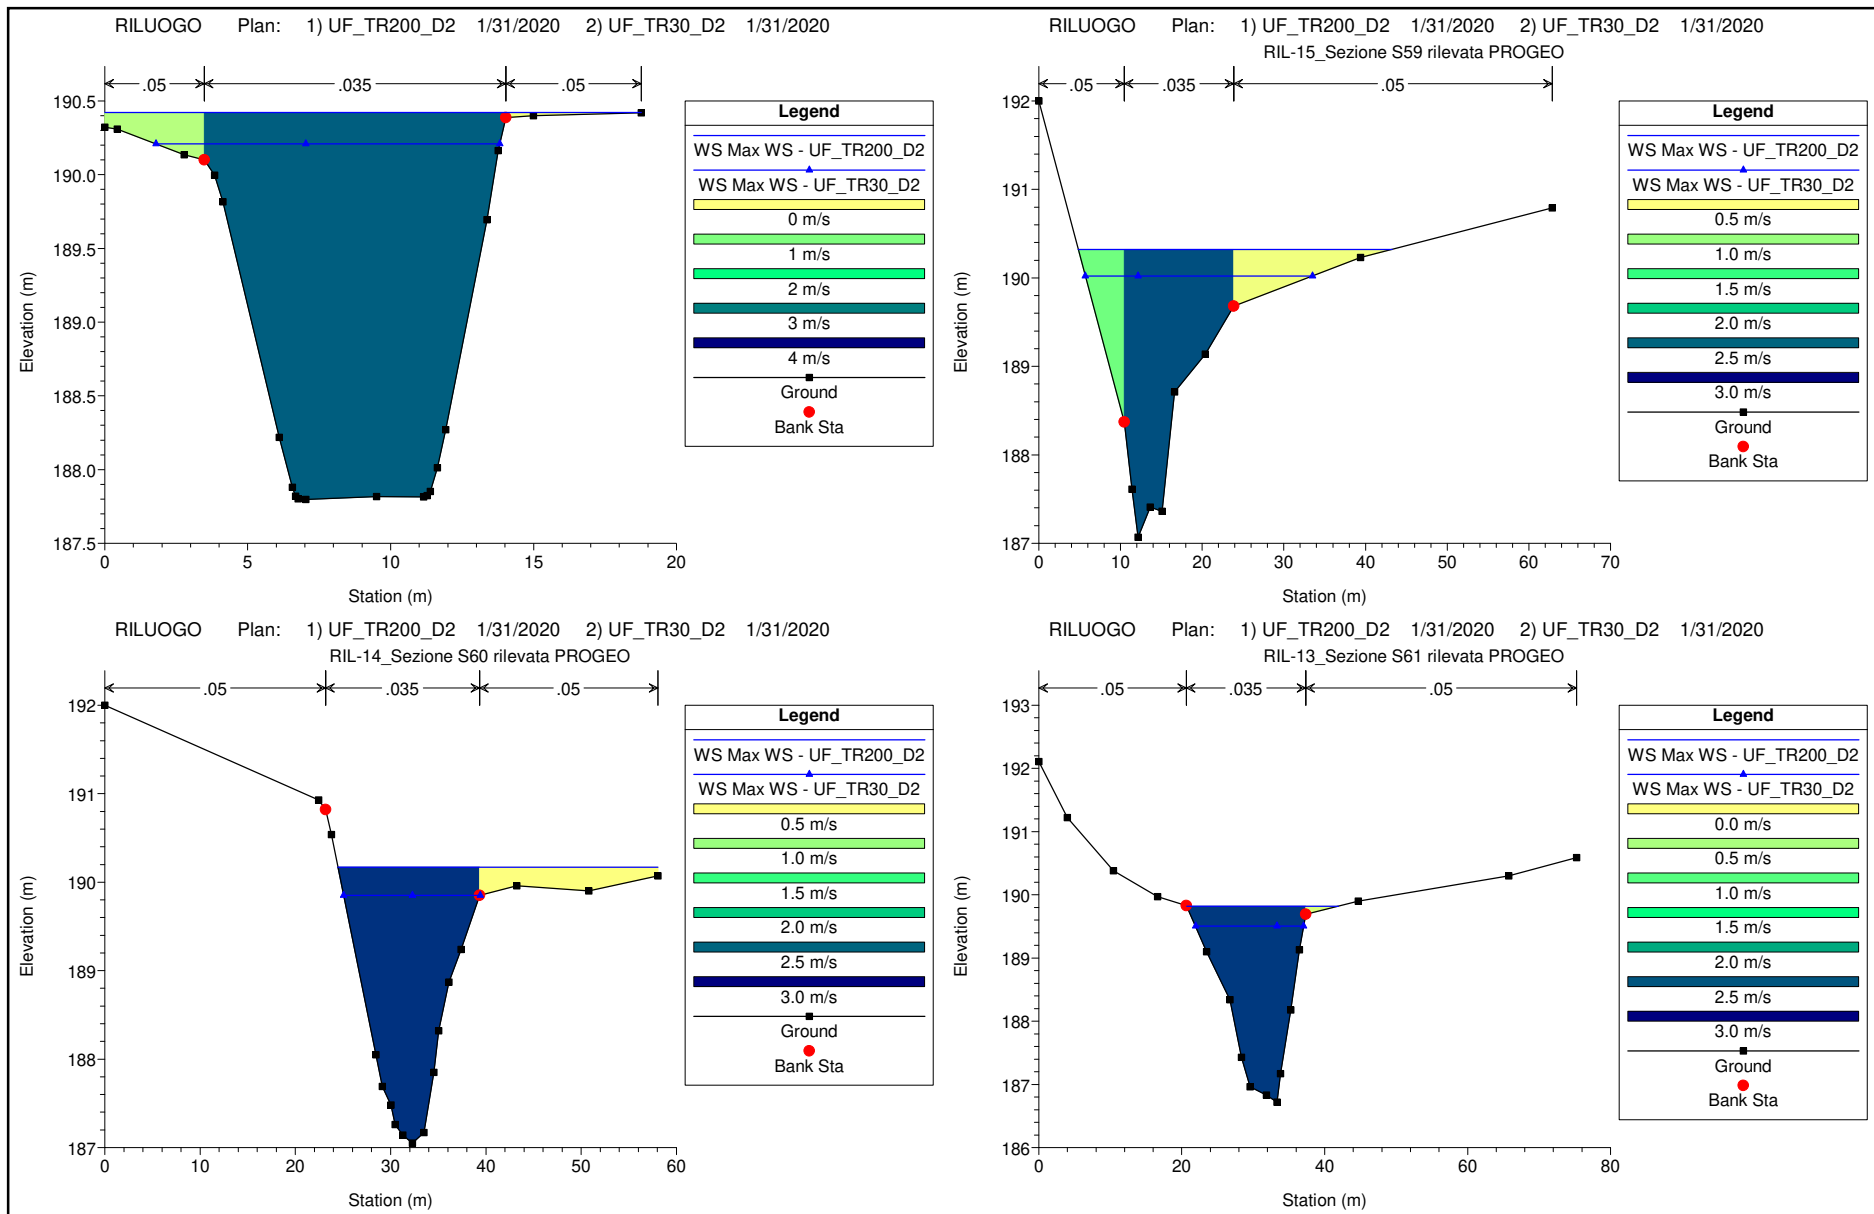 RILUOGO Plan: 1) UF_TR200_D2 1/31/2020 2) UF_TR30_D2 1/31/2020
.05 .035 .05
190.5
190.0
189.5
189.0
188.5
188.0
187.5
0 5 10 15 20
Station (m)
Elevation (m)
Legend
WS Max WS - UF_TR200_D2
WS Max WS - UF_TR30_D2
0 m/s
1 m/s
2 m/s
3 m/s
4 m/s
Ground
Bank Sta
RILUOGO Plan: 1) UF_TR200_D2 1/31/2020 2) UF_TR30_D2 1/31/2020
RIL-15_Sezione S59 rilevata PROGEO
.05 .035 .05
192
191
190
189
188
187
0 10 20 30 40 50 60 70
Station (m)
Elevation (m)
Legend
WS Max WS - UF_TR200_D2
WS Max WS - UF_TR30_D2
0.5 m/s
1.0 m/s
1.5 m/s
2.0 m/s
2.5 m/s
3.0 m/s
Ground
Bank Sta
RILUOGO Plan: 1) UF_TR200_D2 1/31/2020 2) UF_TR30_D2 1/31/2020
RIL-14_Sezione S60 rilevata PROGEO
.05 .035 .05
192
191
190
189
188
187
0 10 20 30 40 50 60
Station (m)
Elevation (m)
Legend
WS Max WS - UF_TR200_D2
WS Max WS - UF_TR30_D2
0.5 m/s
1.0 m/s
1.5 m/s
2.0 m/s
2.5 m/s
3.0 m/s
Ground
Bank Sta
RILUOGO Plan: 1) UF_TR200_D2 1/31/2020 2) UF_TR30_D2 1/31/2020
RIL-13_Sezione S61 rilevata PROGEO
.05 .035 .05
193
192
191
190
189
188
187
186
0 20 40 60 80
Station (m)
Elevation (m)
Legend
WS Max WS - UF_TR200_D2
WS Max WS - UF_TR30_D2
0.0 m/s
0.5 m/s
1.0 m/s
1.5 m/s
2.0 m/s
2.5 m/s
3.0 m/s
Ground
Bank Sta